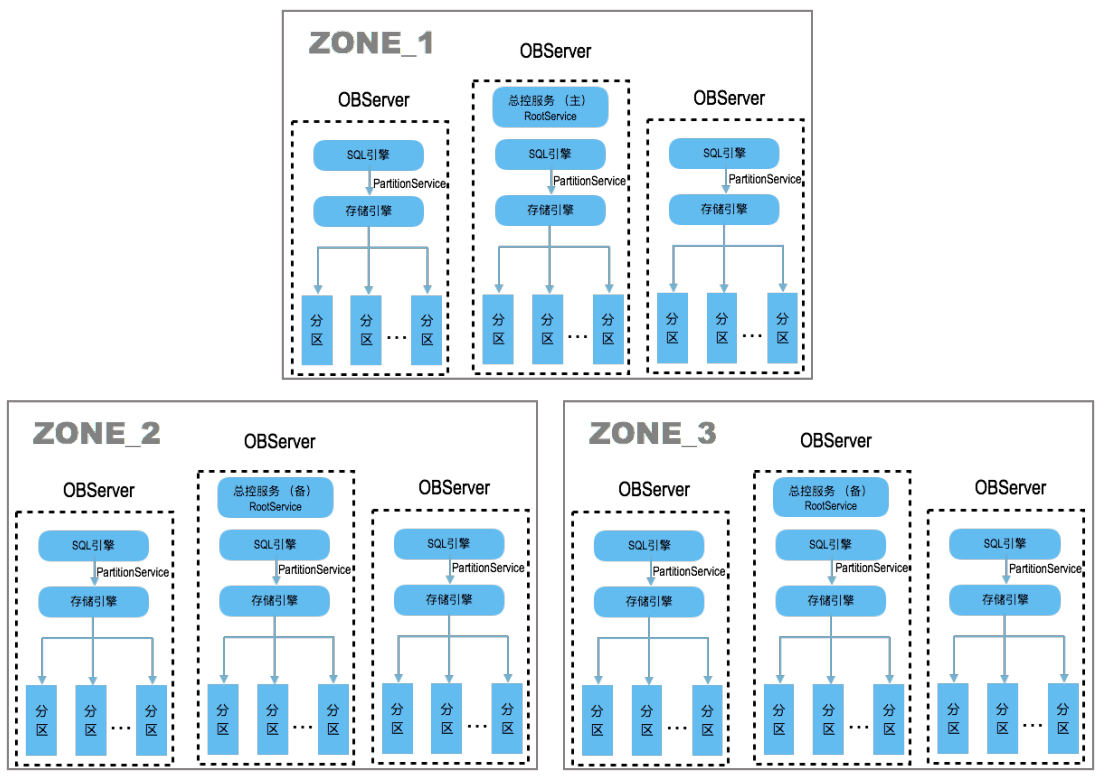 ZONE_1
OBServer
SQL引擎
PartitionService
存储引擎
分区
分区
...
分区
OBServer
总控服务 （主）
RootService
SQL引擎
PartitionService
存储引擎
分区
分区
...
分区
OBServer
SQL引擎
PartitionService
存储引擎
分区
分区
...
分区
ZONE_2
OBServer
SQL引擎
PartitionService
存储引擎
分区
分区
...
分区
OBServer
总控服务 （备）
RootService
SQL引擎
PartitionService
存储引擎
分区
分区
...
分区
OBServer
SQL引擎
PartitionService
存储引擎
分区
分区
...
分区
ZONE_3
OBServer
SQL引擎
PartitionService
存储引擎
分区
分区
...
分区
OBServer
总控服务 （备）
RootService
SQL引擎
PartitionService
存储引擎
分区
分区
...
分区
OBServer
SQL引擎
PartitionService
存储引擎
分区
分区
...
分区